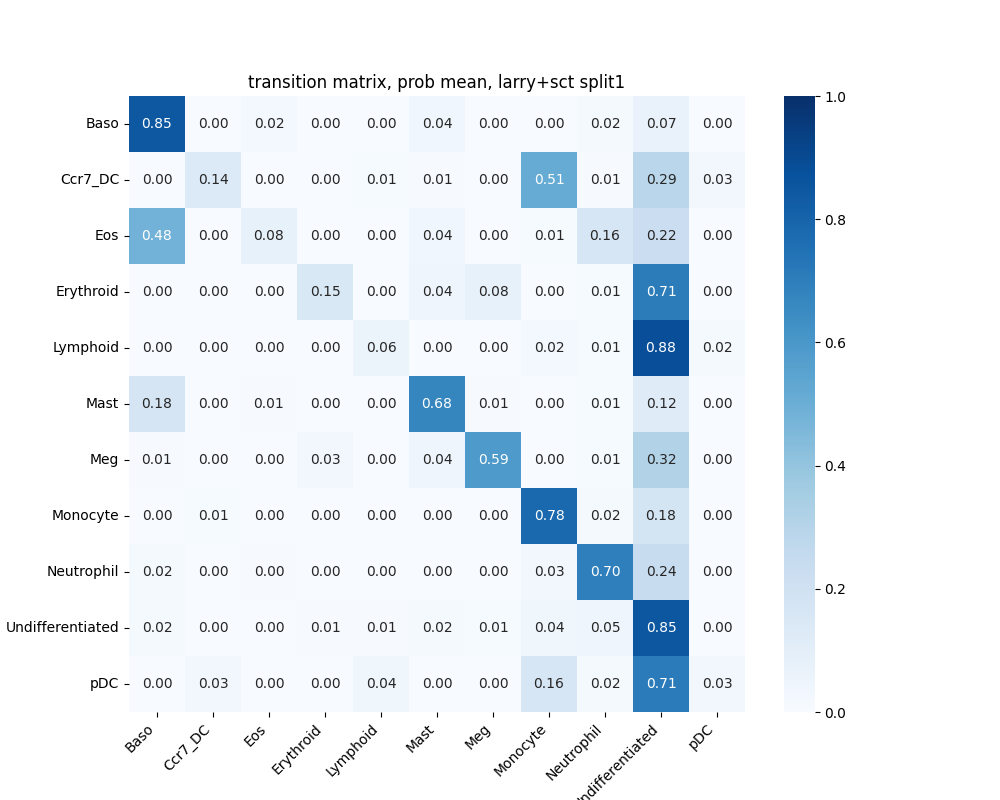 transition matrix, prob mean, larry+sct split1
Baso 0.85 0.00 0.02 0.00 0.00 0.04 0.00 0.00 0.02 0.07 0.00
Ccr7_DC 0.00 0.14 0.00 0.00 0.01 0.01 0.00 0.51 0.01 0.29 0.03
Eos 0.48 0.00 0.08 0.00 0.00 0.04 0.00 0.01 0.16 0.22 0.00
Erythroid 0.00 0.00 0.00 0.15 0.00 0.04 0.08 0.00 0.01 0.71 0.00
Lymphoid 0.00 0.00 0.00 0.00 0.06 0.00 0.00 0.02 0.01 0.88 0.02
Mast 0.18 0.00 0.01 0.00 0.00 0.68 0.01 0.00 0.01 0.12 0.00
Meg 0.01 0.00 0.00 0.03 0.00 0.04 0.59 0.00 0.01 0.32 0.00
Monocyte 0.00 0.01 0.00 0.00 0.00 0.00 0.00 0.78 0.02 0.18 0.00
Neutrophil 0.02 0.00 0.00 0.00 0.00 0.00 0.00 0.03 0.70 0.24 0.00
Undifferentiated 0.02 0.00 0.00 0.01 0.01 0.02 0.01 0.04 0.05 0.85 0.00
pDC 0.00 0.03 0.00 0.00 0.04 0.00 0.00 0.16 0.02 0.71 0.03
Baso Ccr7_DC Eos Erythroid Lymphoid Mast Meg Monocyte Neutrophil ndifferentiated pDC
1.0
0.8
0.6
0.4
0.2
0.0